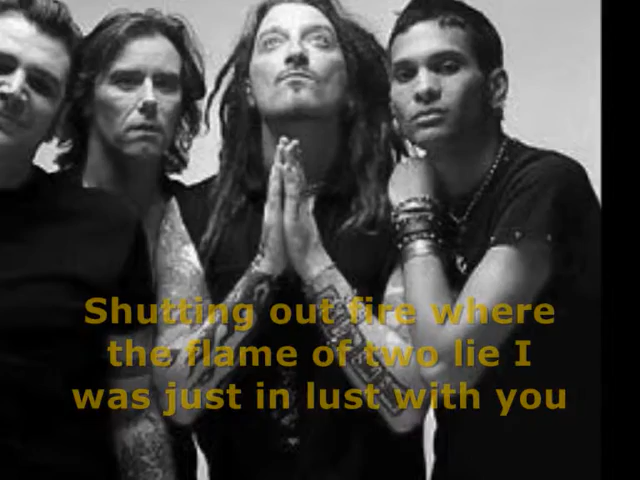 Shutting out fire where
the flame of two lie I
was just in lust with you